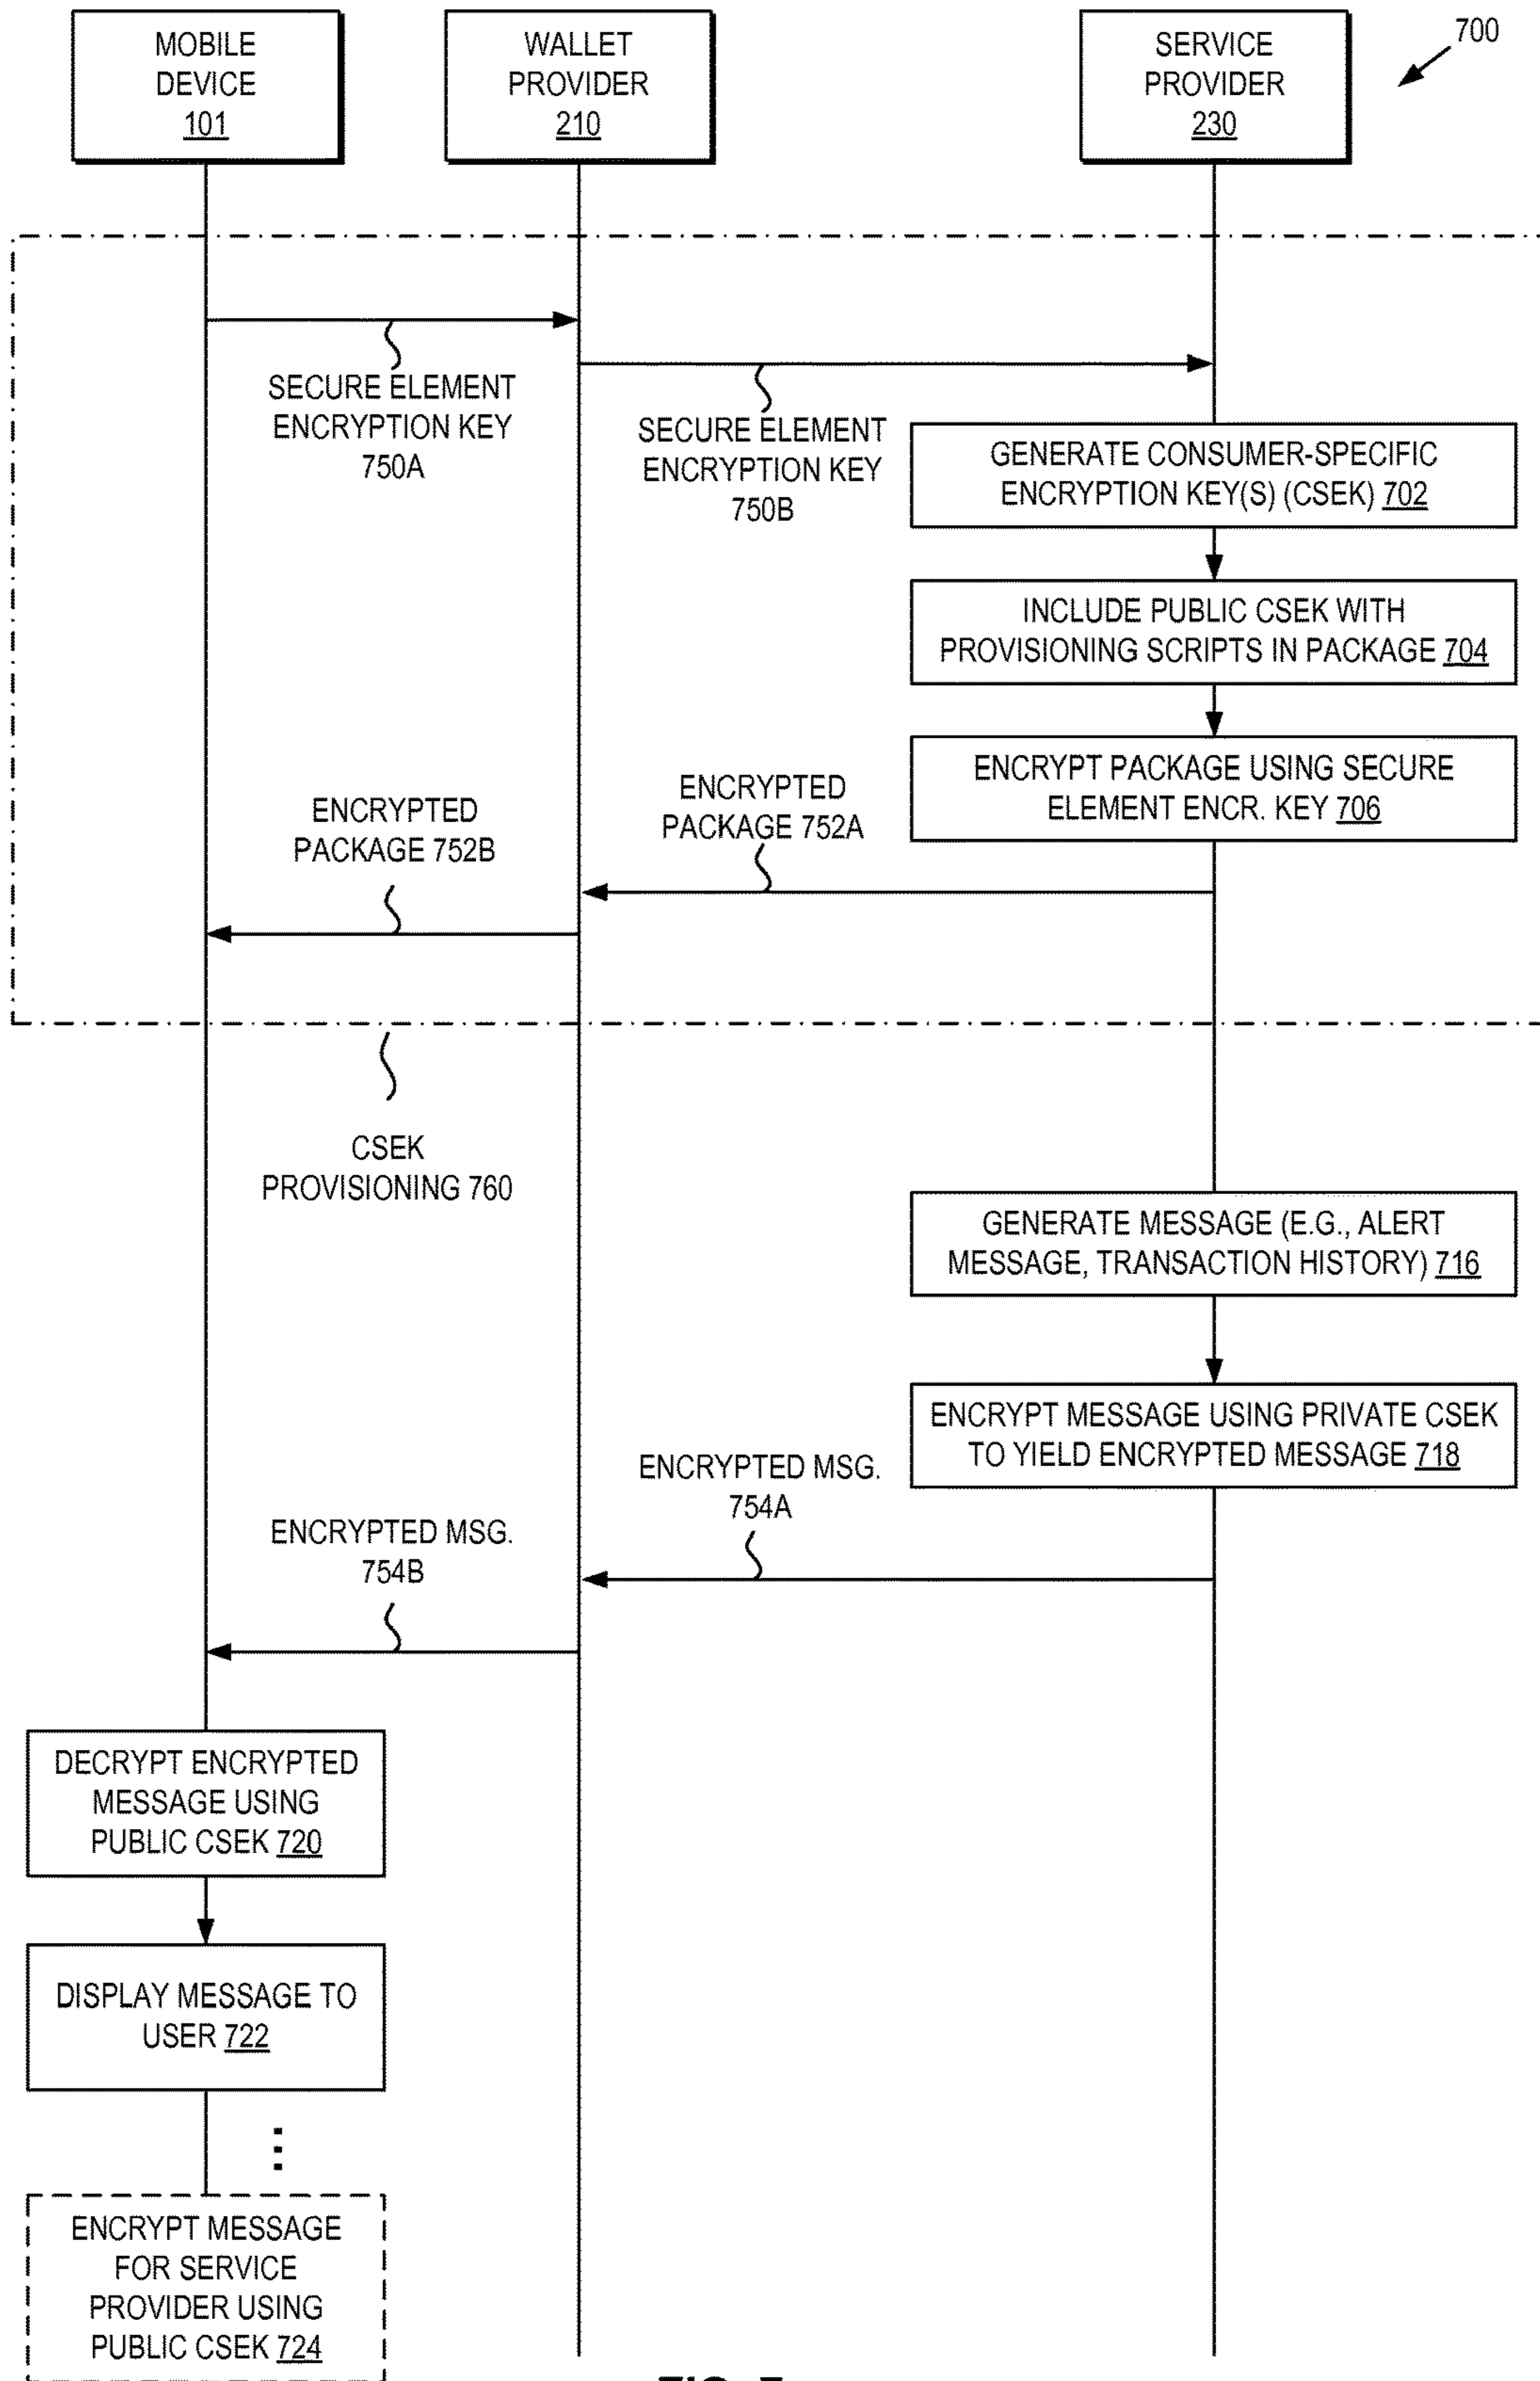 MOBILE
DEVICE
101
WALLET
PROVIDER
210
SERVICE
PROVIDER
230
700
SECURE ELEMENT
ENCRYPTION KEY
750A
SECURE ELEMENT
ENCRYPTION KEY
750B
GENERATE CONSUMER-SPECIFIC
ENCRYPTION KEY(S) (CSEK) 702
INCLUDE PUBLIC CSEK WITH
PROVISIONING SCRIPTS IN PACKAGE 704
ENCRYPT PACKAGE USING SECURE
ELEMENT ENCR. KEY 706
ENCRYPTED
PACKAGE 752A
ENCRYPTED
PACKAGE 752B
CSEK
PROVISIONING 760
GENERATE MESSAGE (E.G., ALERT
MESSAGE, TRANSACTION HISTORY) 716
ENCRYPT MESSAGE USING PRIVATE CSEK
TO YIELD ENCRYPTED MESSAGE 718
ENCRYPTED MSG.
754A
ENCRYPTED MSG.
754B
DECRYPT ENCRYPTED
MESSAGE USING
PUBLIC CSEK 720
DISPLAY MESSAGE TO
USER 722
ENCRYPT MESSAGE
FOR SERVICE
PROVIDER USING
PUBLIC CSEK 724